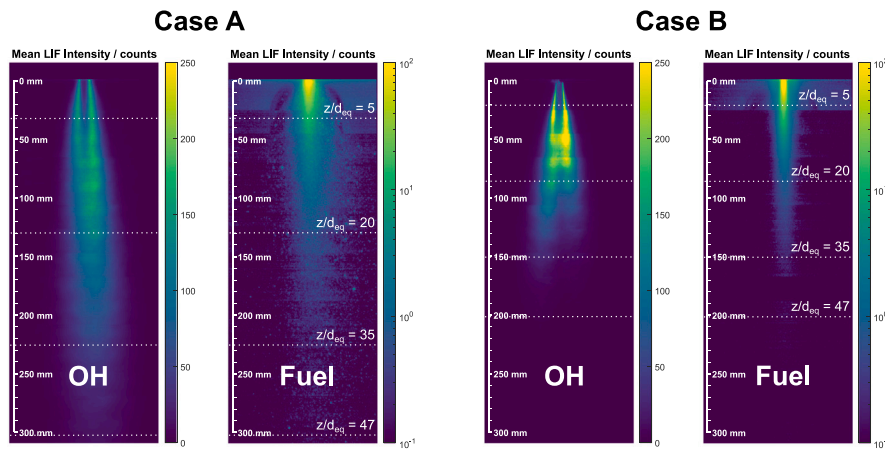 Case A
Case B
Mean LIF Intensity / counts
Mean LIF Intensity / counts
Mean LIF Intensity / counts
Mean LIF Intensity / counts
0 mm
50 mm
100 mm
150 mm
200 mm
250 mm
300 mm
OH
250
200
150
100
50
0
0 mm
50 mm
100 mm
150 mm
200 mm
250 mm
300 mm
z/deq = 5
z/deq = 20
z/deq = 35
z/deq = 47
Fuel
10²
10¹
10⁰
10⁻¹
0 mm
50 mm
100 mm
150 mm
200 mm
250 mm
300 mm
OH
250
200
150
100
50
0
0 mm
50 mm
100 mm
150 mm
200 mm
250 mm
300 mm
z/deq = 5
z/deq = 20
z/deq = 35
z/deq = 47
Fuel